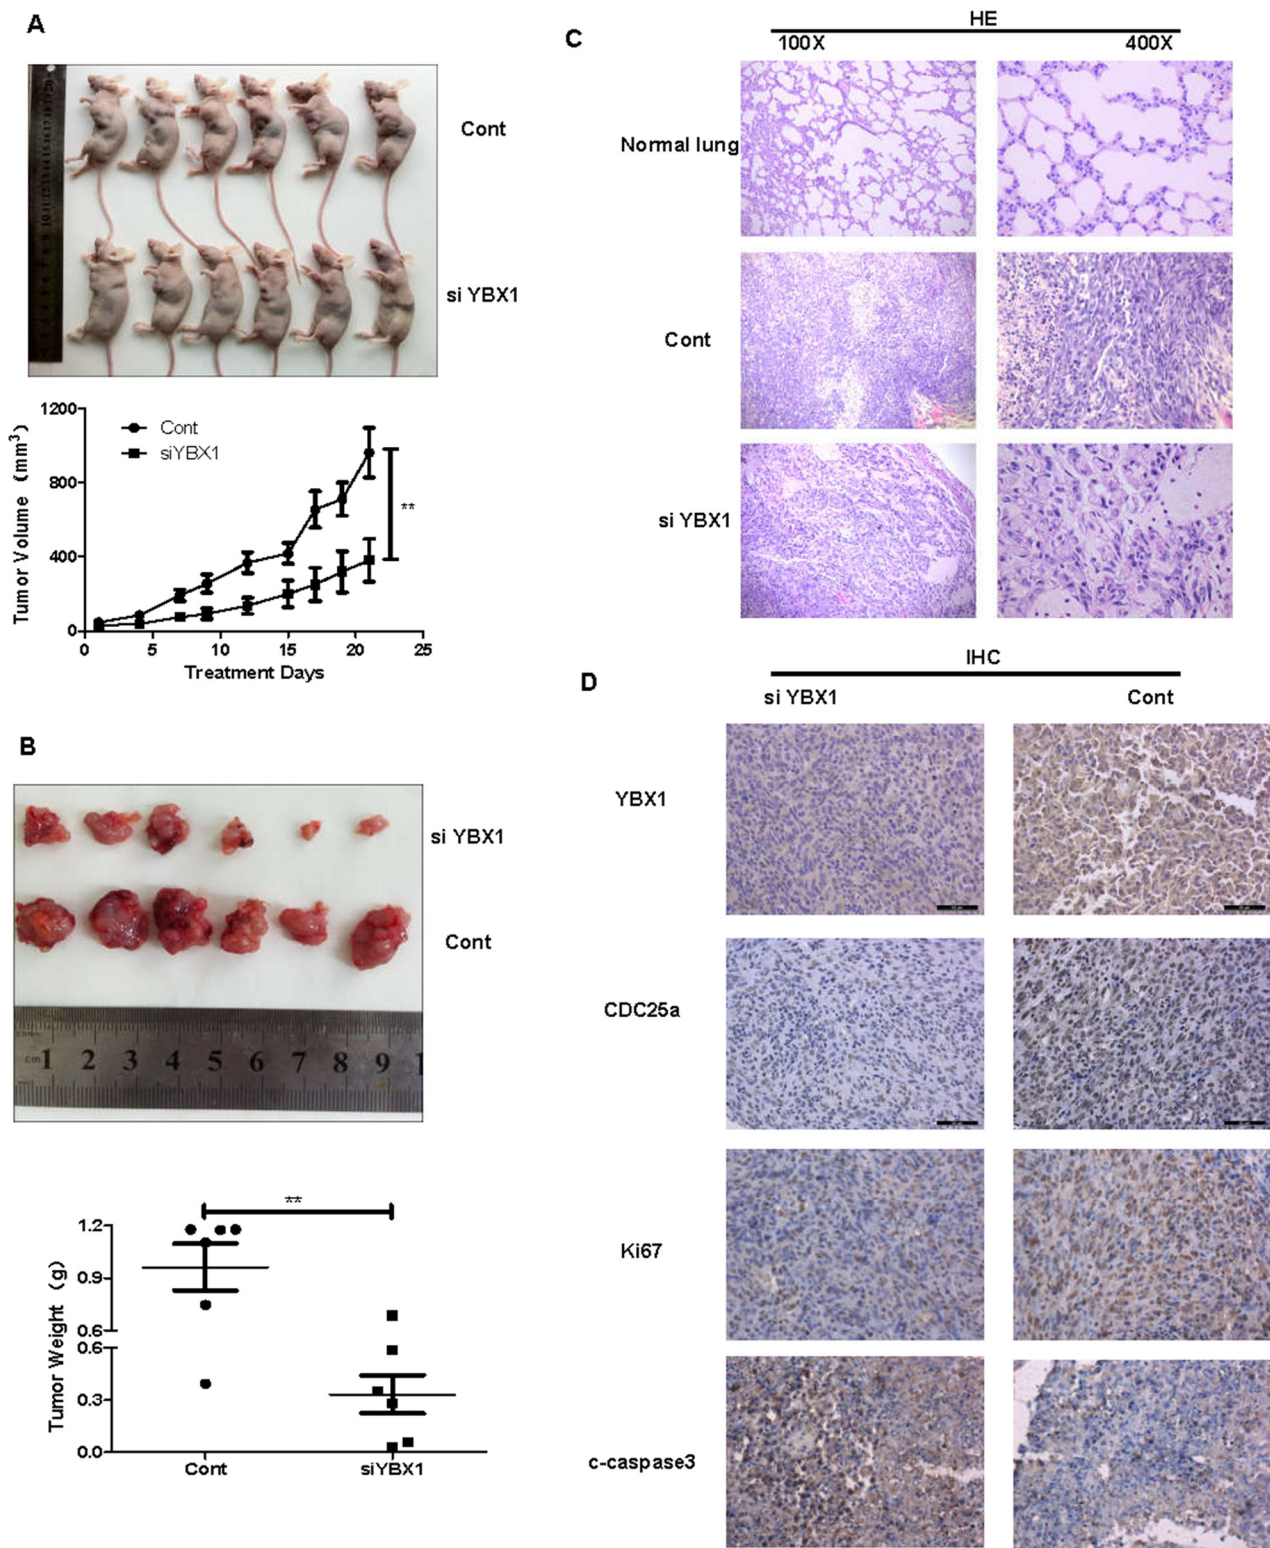 A
Cont
si YBX1
1200
800
400
0
Tumor Volume (mm³)
Cont
siYBX1
**
0 5 10 15 20 25
Treatment Days
B
si YBX1
Cont
cm 1 2 3 4 5 6 7 8 9 1
**
1.2
0.9
0.6
0.6
0.3
0.0
Tumor Weight (g)
Cont siYBX1
C
HE
100X 400X
Normal lung
Cont
si YBX1
D
IHC
si YBX1 Cont
YBX1
CDC25a
Ki67
c-caspase3